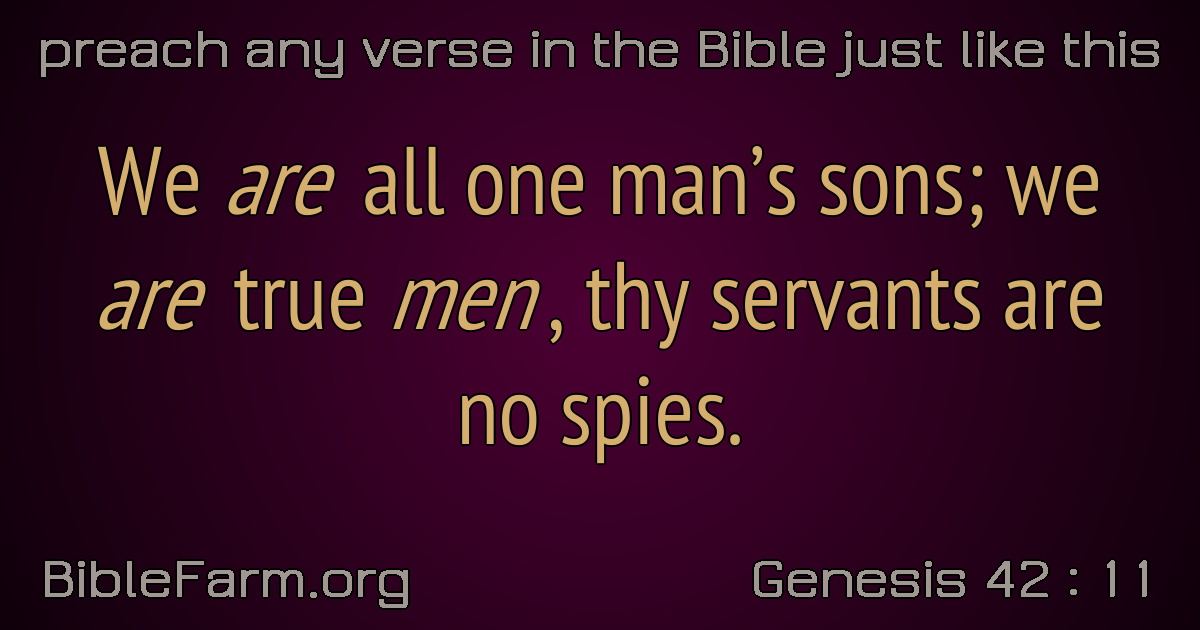 preach any verse in the Bible just like this
We are all one man’s sons; we
are true men, thy servants are
no spies.
BibleFarm.org
Genesis 42 : 11